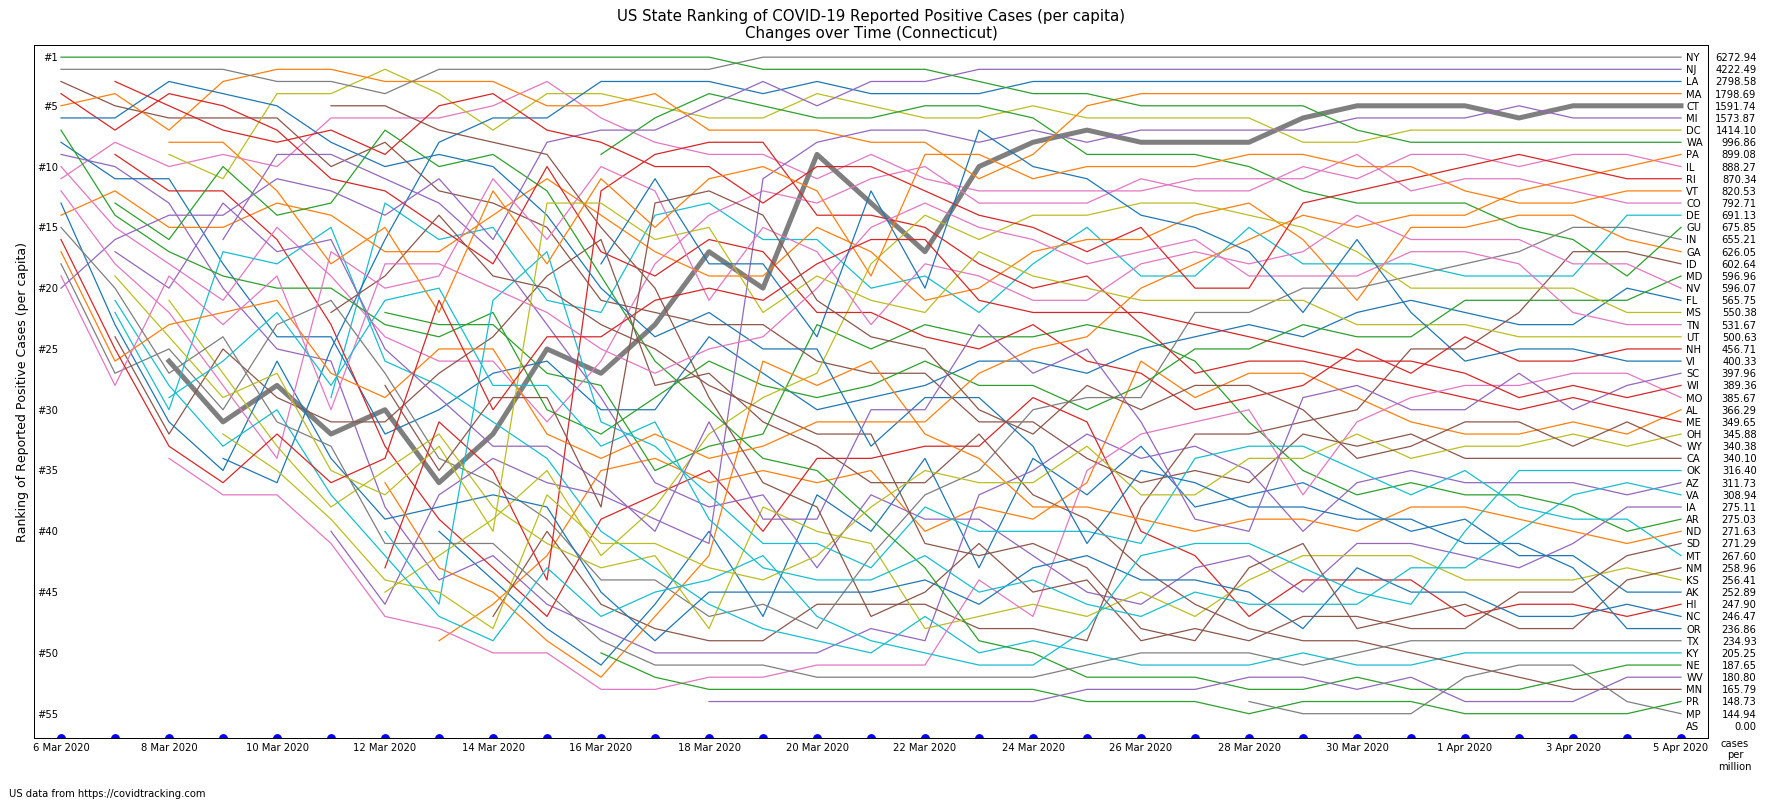 US State Ranking of COVID-19 Reported Positive Cases (per capita)
Changes over Time (Connecticut)
Ranking of Reported Positive Cases (per capita)
#1
#5
#10
#15
#20
#25
#30
#35
#40
#45
#50
#55
NY 6272.94
NJ 4222.49
LA 2798.58
MA 1798.69
CT 1591.74
MI 1573.87
DC 1414.10
WA 996.86
PA 899.08
IL 888.27
RI 870.34
VT 820.53
CO 792.71
DE 691.13
GU 675.85
IN 655.21
GA 626.05
ID 602.64
MD 596.96
NV 596.07
FL 565.75
MS 550.38
TN 531.67
UT 500.63
NH 456.71
VI 400.33
SC 397.96
WI 389.36
MO 385.67
AL 366.29
ME 349.65
OH 345.88
WY 340.38
CA 340.10
OK 316.40
AZ 311.73
VA 308.94
IA 275.11
AR 275.03
ND 271.63
SD 271.29
MT 267.60
NM 258.96
KS 256.41
AK 252.89
HI 247.90
NC 246.47
OR 236.86
TX 234.93
KY 205.25
NE 187.65
WV 180.80
MN 165.79
PR 148.73
MP 144.94
AS 0.00
6 Mar 2020 8 Mar 2020 10 Mar 2020 12 Mar 2020 14 Mar 2020 16 Mar 2020 18 Mar 2020 20 Mar 2020 22 Mar 2020 24 Mar 2020 26 Mar 2020 28 Mar 2020 30 Mar 2020 1 Apr 2020 3 Apr 2020 5 Apr 2020
cases
per
million
US data from https://covidtracking.com